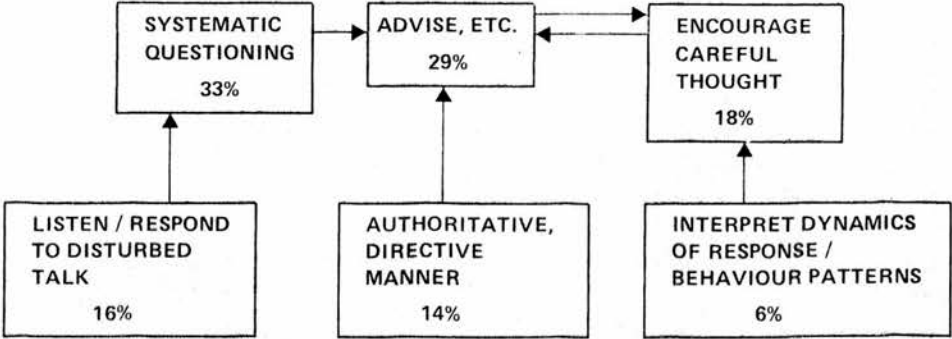 SYSTEMATIC
QUESTIONING
33%
ADVISE, ETC.
29%
ENCOURAGE
CAREFUL
THOUGHT
18%
LISTEN / RESPOND
TO DISTURBED
TALK
16%
AUTHORITATIVE,
DIRECTIVE
MANNER
14%
INTERPRET DYNAMICS
OF RESPONSE /
BEHAVIOUR PATTERNS
6%